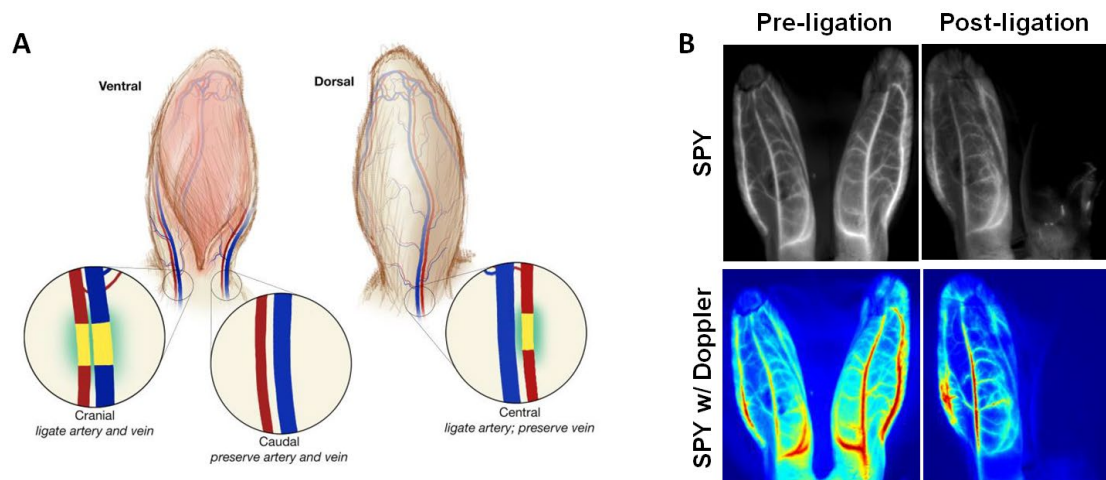 A
Ventral
Dorsal
Cranial
ligate artery and vein
Caudal
preserve artery and vein
Central
ligate artery; preserve vein
B
Pre-ligation
Post-ligation
SPY
SPY w/ Doppler